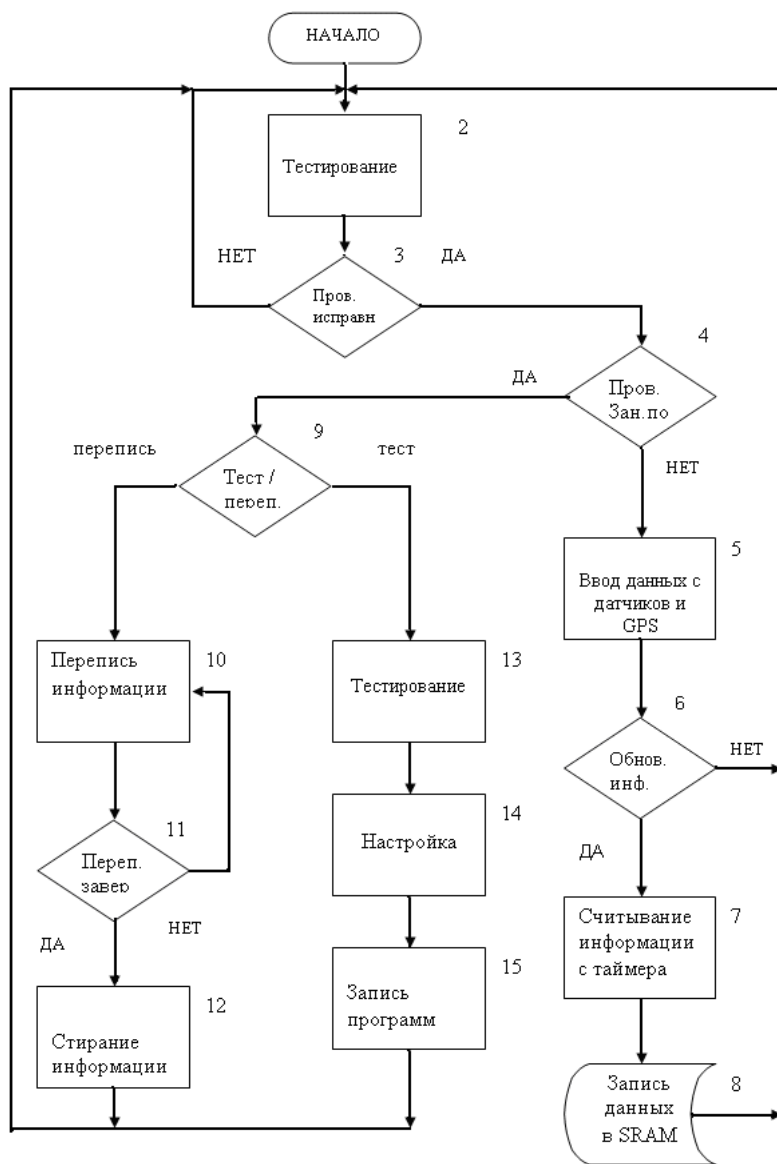 НАЧАЛО
2
Тестирование
НЕТ
3
ДА
Пров.
исправн
4
ДА
Пров.
Зан.по
9
перепись
тест
Тест /
переп.
НЕТ
5
Ввод данных с
датчиков и
GPS
Перепись
информации
10
13
Тестирование
6
Обнов.
инф.
НЕТ
11
Переп.
завер
14
Настройка
ДА
7
Считывание
информации
с таймера
НЕТ
ДА
15
Запись
программ
12
Стирание
информации
8
Запись
данных
в SRAM